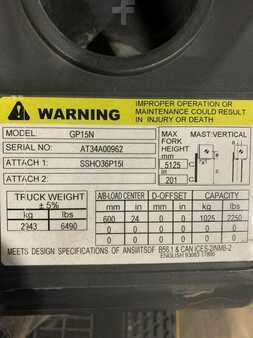 WARNING
IMPROPER OPERATION OR
MAINTENANCE COULD RESULT
IN INJURY OR DEATH
MODEL: GP15N
SERIAL NO: AT34A00962
ATTACH 1: SSHO36P15I
ATTACH 2:
MAX FORK HEIGHT MAST VERTICAL
mm
5125
in
201
TRUCK WEIGHT ± 5%
kg lbs
2943 6490
A/B-LOAD CENTER D-OFFSET CAPACITY
mm in mm in kg lbs
600 24 0 0 1025 2250
0 0 0 0 0 0
0 0 0 0 0 0
MEETS DESIGN SPECIFICATIONS OF ANSI/ITSDF B56.1 & CAN ICES-2/NMB-2
ENGLISH